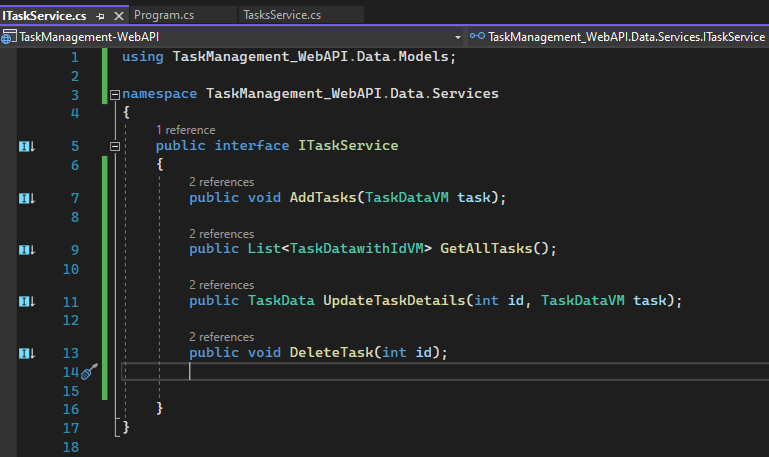 ITaskService.cs Program.cs TasksService.cs
TaskManagement-WebAPI TaskManagement_WebAPI.Data.Services.ITaskService
1 using TaskManagement_WebAPI.Data.Models;
2
3 namespace TaskManagement_WebAPI.Data.Services
4 {
1 reference
5 public interface ITaskService
6 {
2 references
7 public void AddTasks(TaskDataVM task);
8
2 references
9 public List<TaskDatawithIdVM> GetAllTasks();
10
2 references
11 public TaskData UpdateTaskDetails(int id, TaskDataVM task);
12
2 references
13 public void DeleteTask(int id);
14
15
16 }
17 }
18